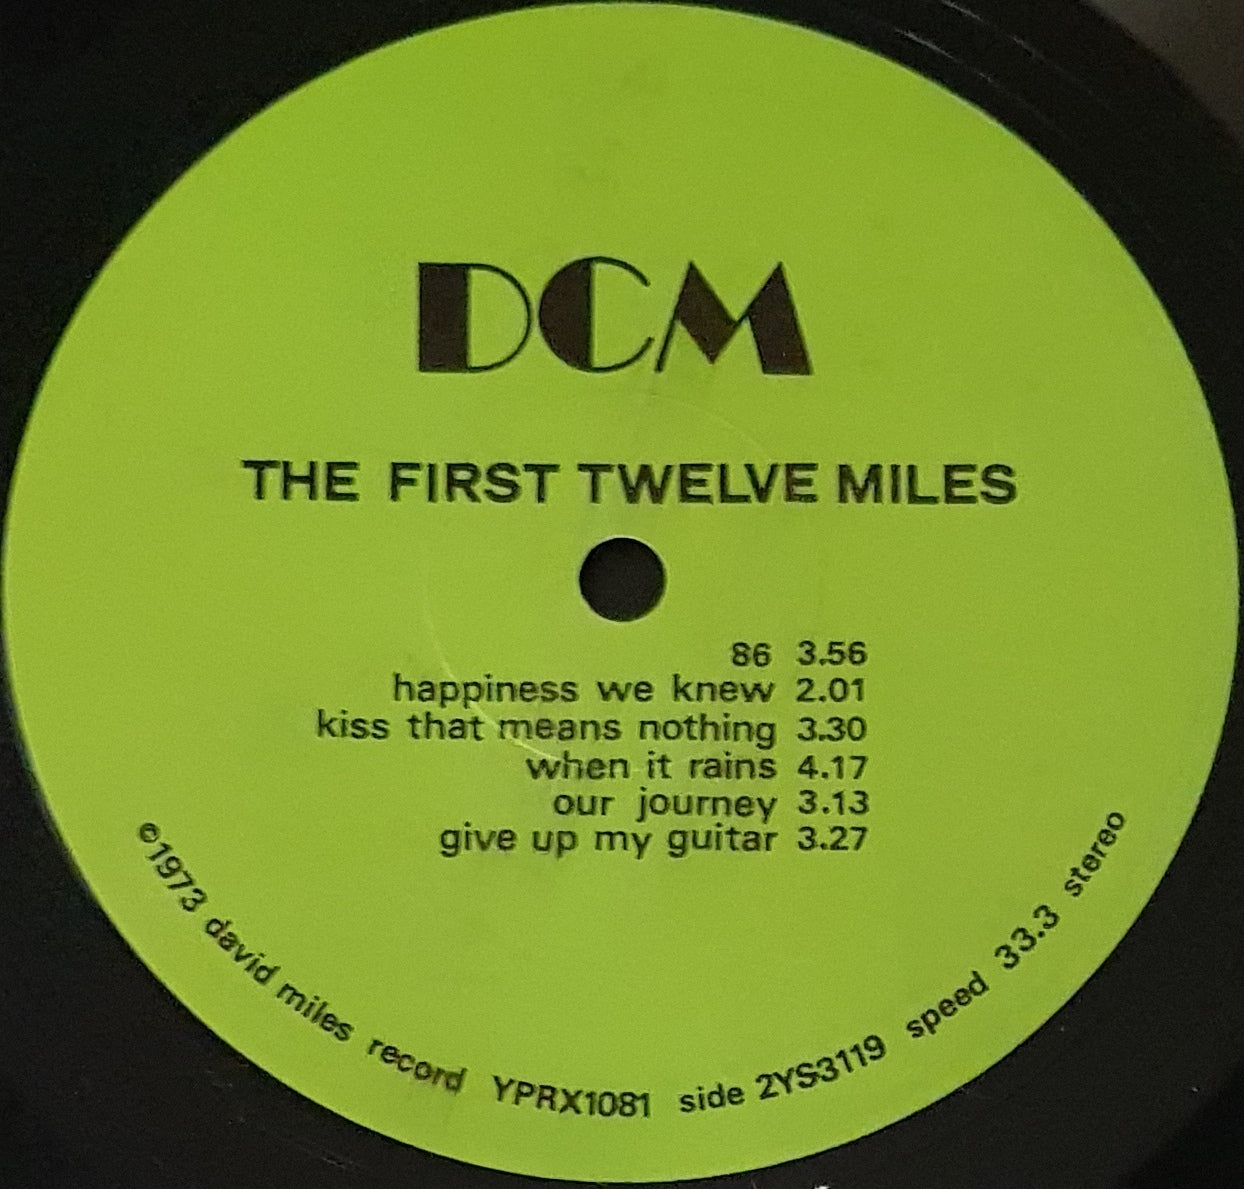 DCM
THE FIRST TWELVE MILES
86 3.56
happiness we knew 2.01
kiss that means nothing 3.30
when it rains 4.17
our journey 3.13
give up my guitar 3.27
©1973 david miles record YPRX1081 side 2YS3119 speed 33.3 stereo